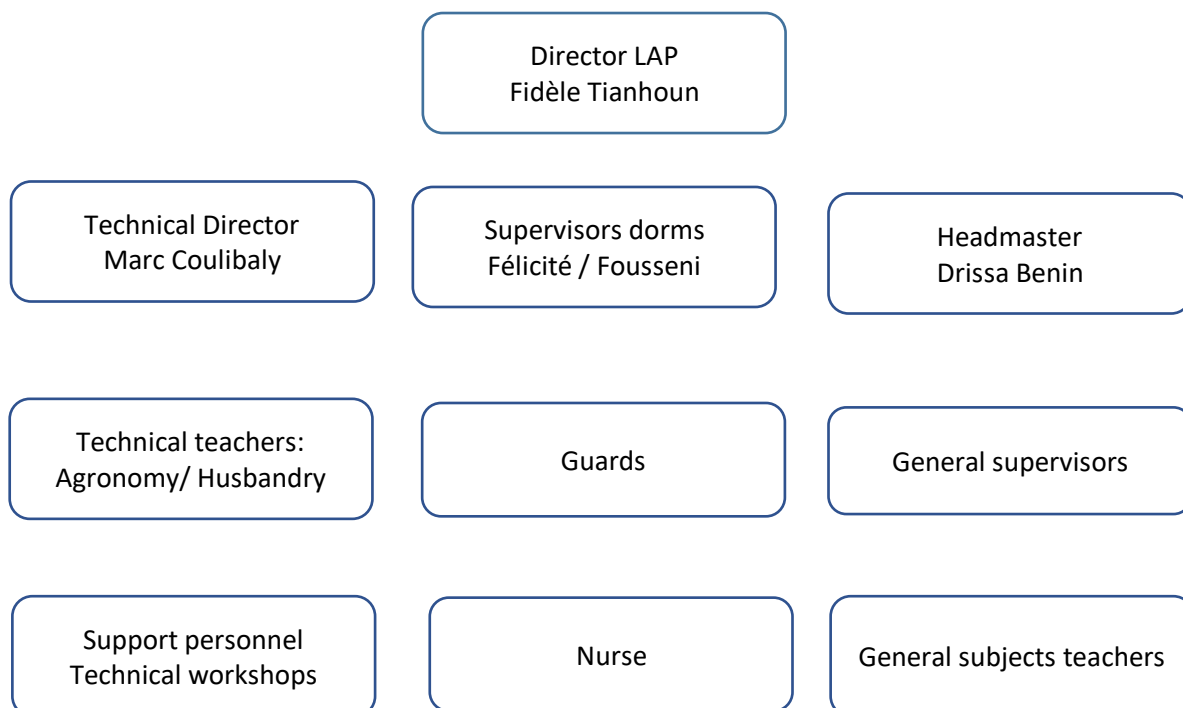 Director LAP
Fidèle Tianhoun
Technical Director
Marc Coulibaly
Supervisors dorms
Félicité / Fousseni
Headmaster
Drissa Benin
Technical teachers:
Agronomy/ Husbandry
Guards
General supervisors
Support personnel
Technical workshops
Nurse
General subjects teachers